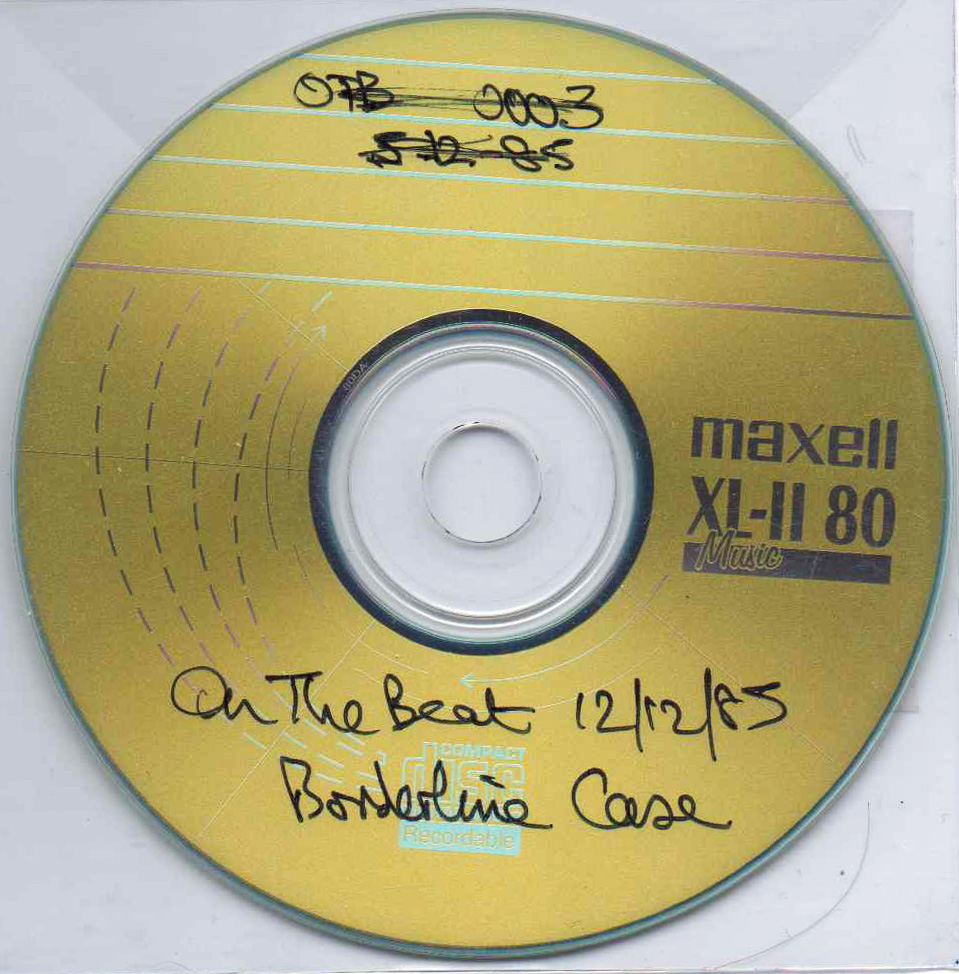 OTB 0003
5-12-85
maxell
XL-II 80
Music
On The Beat 12/12/85
COMPACT
disc
Recordable
Borderline Case